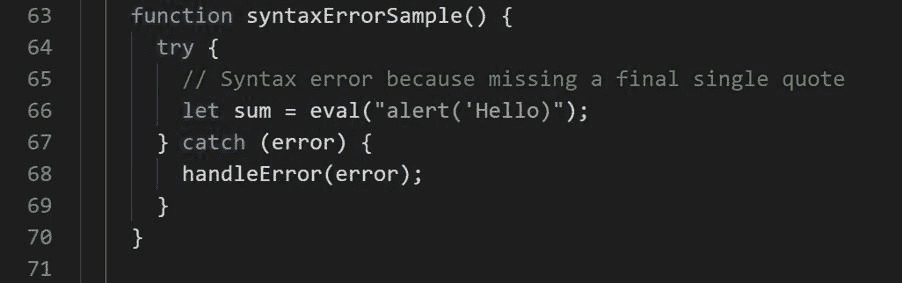 63 function syntaxErrorSample() {
64 try {
65 // Syntax error because missing a final single quote
66 let sum = eval("alert('Hello)");
67 } catch (error) {
68 handleError(error);
69 }
70 }
71